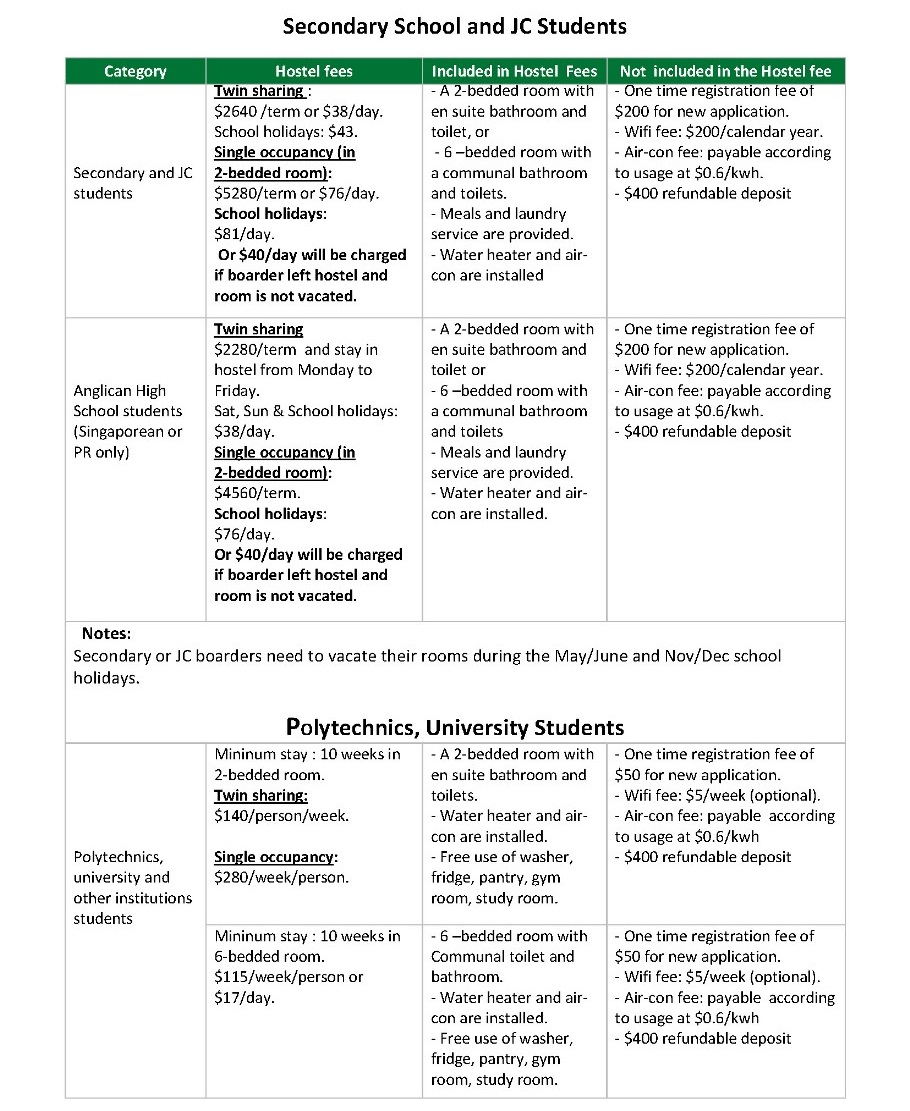 Secondary School and JC Students
Category
Hostel fees
Included in Hostel  Fees
Not  included in the Hostel fee
Secondary and JC
students
Twin sharing :
$2640 /term or $38/day.
School holidays: $43.
Single occupancy (in
2-bedded room):
$5280/term or $76/day.
School holidays:
$81/day.
Or $40/day will be charged
if boarder left hostel and
room is not vacated.
- A 2-bedded room with
en suite bathroom and
toilet, or
- 6 –bedded room with
a communal bathroom
and toilets.
- Meals and laundry
service are provided.
- Water heater and air-
con are installed
- One time registration fee of
$200 for new application.
- Wifi fee: $200/calendar year.
- Air-con fee: payable according
to usage at $0.6/kwh.
- $400 refundable deposit
Anglican High
School students
(Singaporean or
PR only)
Twin sharing
$2280/term  and stay in
hostel from Monday to
Friday.
Sat, Sun & School holidays:
$38/day.
Single occupancy (in
2-bedded room):
$4560/term.
School holidays:
$76/day.
Or $40/day will be charged
if boarder left hostel and
room is not vacated.
- A 2-bedded room with
en suite bathroom and
toilet or
- 6 –bedded room with
a communal bathroom
and toilets
- Meals and laundry
service are provided.
- Water heater and air-
con are installed.
- One time registration fee of
$200 for new application.
- Wifi fee: $200/calendar year.
- Air-con fee: payable according
to usage at $0.6/kwh.
- $400 refundable deposit
Notes:
Secondary or JC boarders need to vacate their rooms during the May/June and Nov/Dec school
holidays.
Polytechnics, University Students
Polytechnics,
university and
other institutions
students
Mininum stay : 10 weeks in
2-bedded room.
Twin sharing:
$140/person/week.
Single occupancy:
$280/week/person.
- A 2-bedded room with
en suite bathroom and
toilets.
- Water heater and air-
con are installed.
- Free use of washer,
fridge, pantry, gym
room, study room.
- One time registration fee of
$50 for new application.
- Wifi fee: $5/week (optional).
- Air-con fee: payable  according
to usage at $0.6/kwh
- $400 refundable deposit
Mininum stay : 10 weeks in
6-bedded room.
$115/week/person or
$17/day.
- 6 –bedded room with
Communal toilet and
bathroom.
- Water heater and air-
con are installed.
- Free use of washer,
fridge, pantry, gym
room, study room.
- One time registration fee of
$50 for new application.
- Wifi fee: $5/week (optional).
- Air-con fee: payable  according
to usage at $0.6/kwh
- $400 refundable deposit